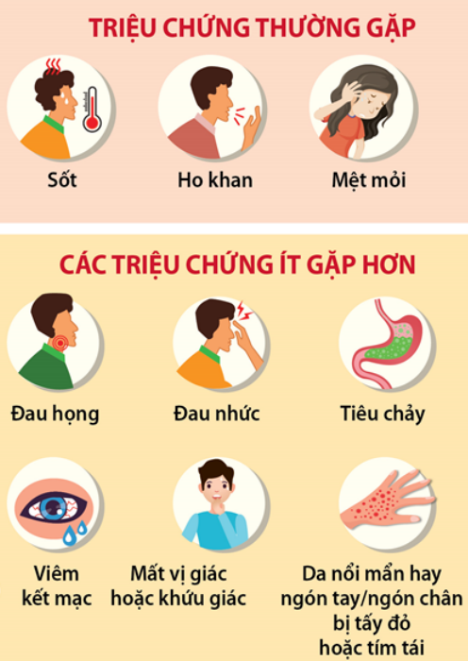 TRIỆU CHỨNG THƯỜNG GẶP
Sốt
Ho khan
Mệt mỏi
CÁC TRIỆU CHỨNG ÍT GẶP HƠN
Đau họng
Đau nhức
Tiêu chảy
Viêm
kết mạc
Mất vị giác
hoặc khứu giác
Da nổi mẩn hay
ngón tay/ngón chân
bị tấy đỏ
hoặc tím tái